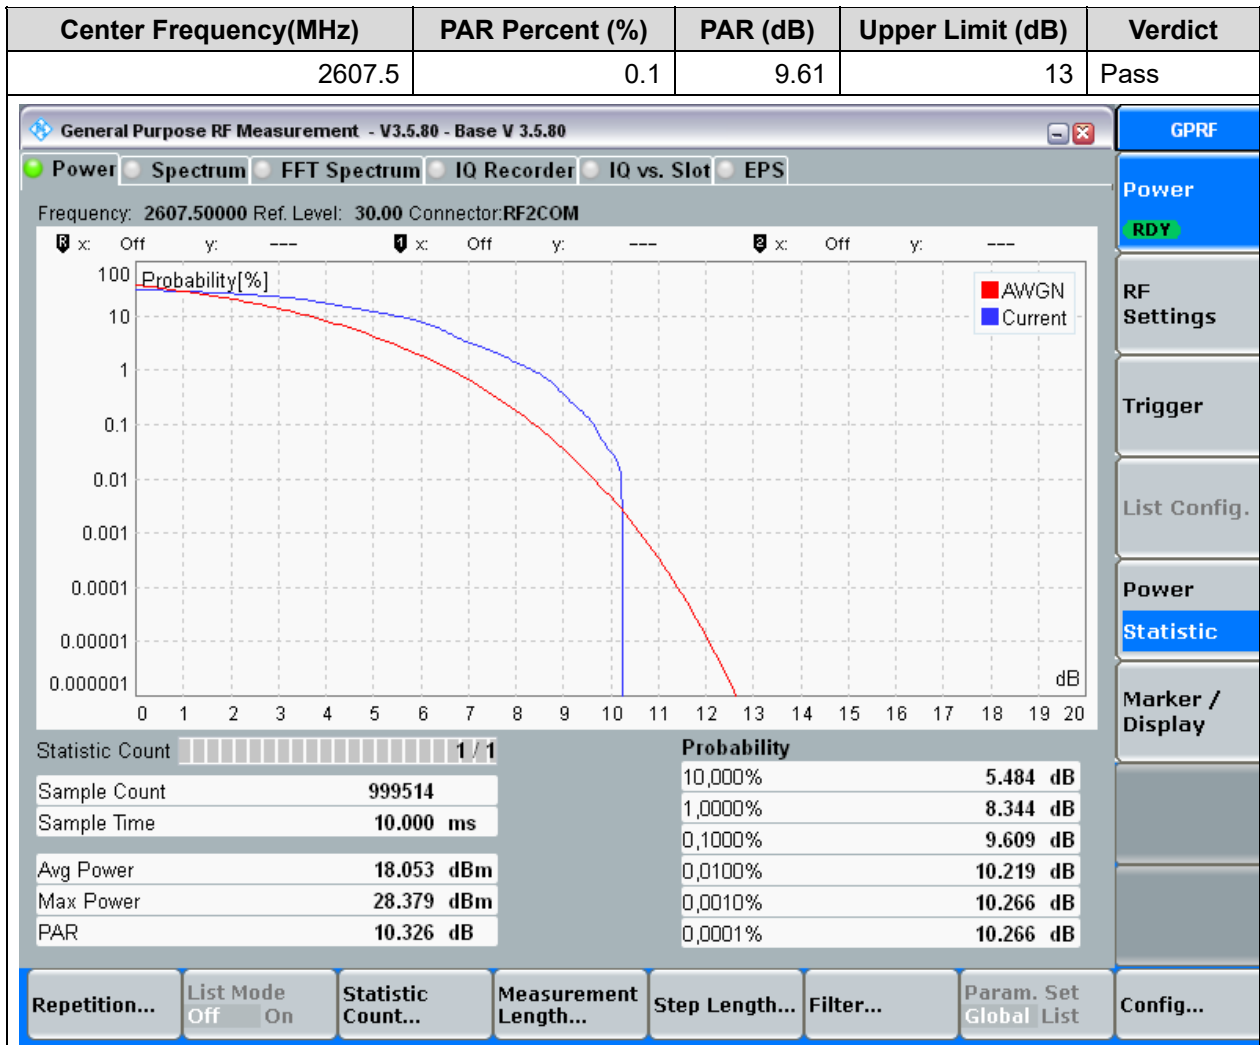 Center Frequency(MHz) PAR Percent (%) PAR (dB) Upper Limit (dB) Verdict
2607.5 0.1 9.61 13 Pass
General Purpose RF Measurement - V3.5.80 - Base V 3.5.80
GPRF
Power Spectrum FFT Spectrum IQ Recorder IQ vs. Slot EPS
Frequency: 2607.50000 Ref. Level: 30.00 Connector:RF2COM
R x: Off y: --- 1 x: Off y: --- 2 x: Off y: ---
Probability[%]
100
10
1
0.1
0.01
0.001
0.0001
0.00001
0.000001
AWGN
Current
dB
0 1 2 3 4 5 6 7 8 9 10 11 12 13 14 15 16 17 18 19 20
Statistic Count 1 / 1
Sample Count 999514
Sample Time 10.000 ms
Avg Power 18.053 dBm
Max Power 28.379 dBm
PAR 10.326 dB
Probability
10,000% 5.484 dB
1,0000% 8.344 dB
0,1000% 9.609 dB
0,0100% 10.219 dB
0,0010% 10.266 dB
0,0001% 10.266 dB
Power
RDY
RF
Settings
Trigger
List Config.
Power
Statistic
Marker /
Display
Repetition...
List Mode
Off On
Statistic
Count...
Measurement
Length...
Step Length...
Filter...
Param. Set
Global List
Config...